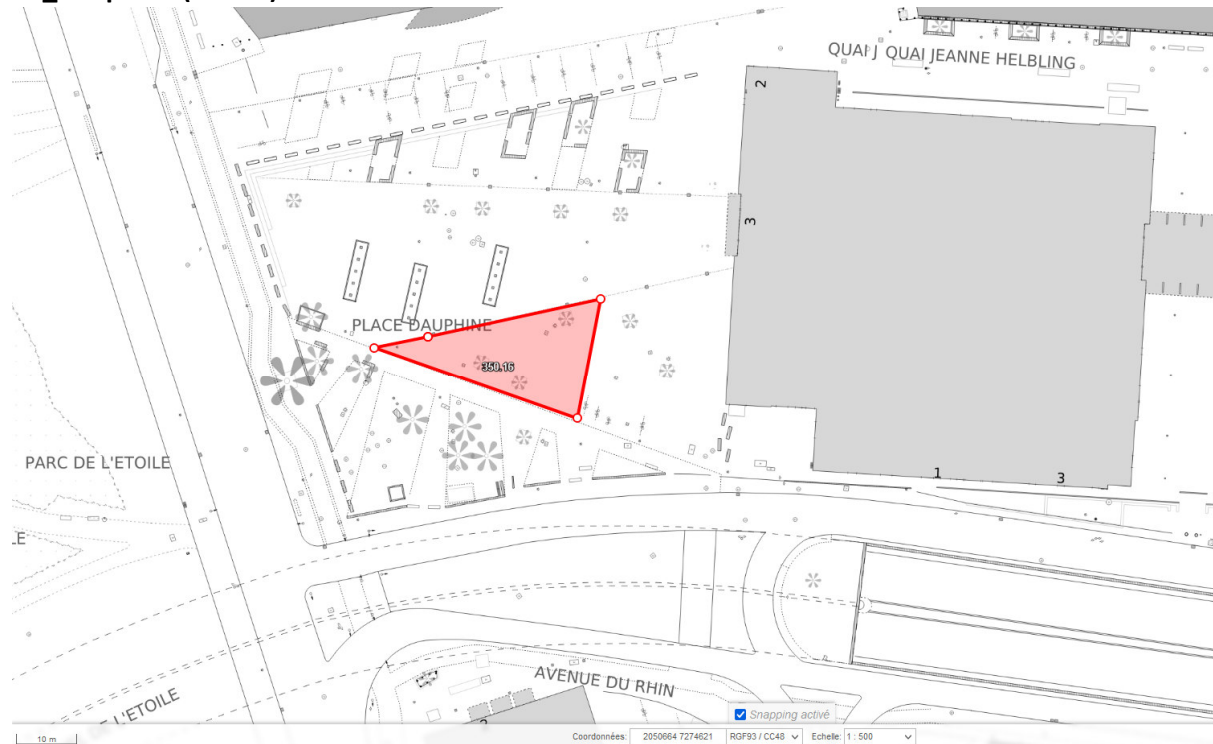 QUAI J QUAI JEANNE HELBLING
2
3
PLACE DAUPHINE
350.16
PARC DE L'ETOILE
1
3
LE
AVENUE DU RHIN
L'ETOILE
Snapping activé
10 m
Coordonnées: 2050664 7274621 RGF93 / CC48 Echelle: 1 : 500